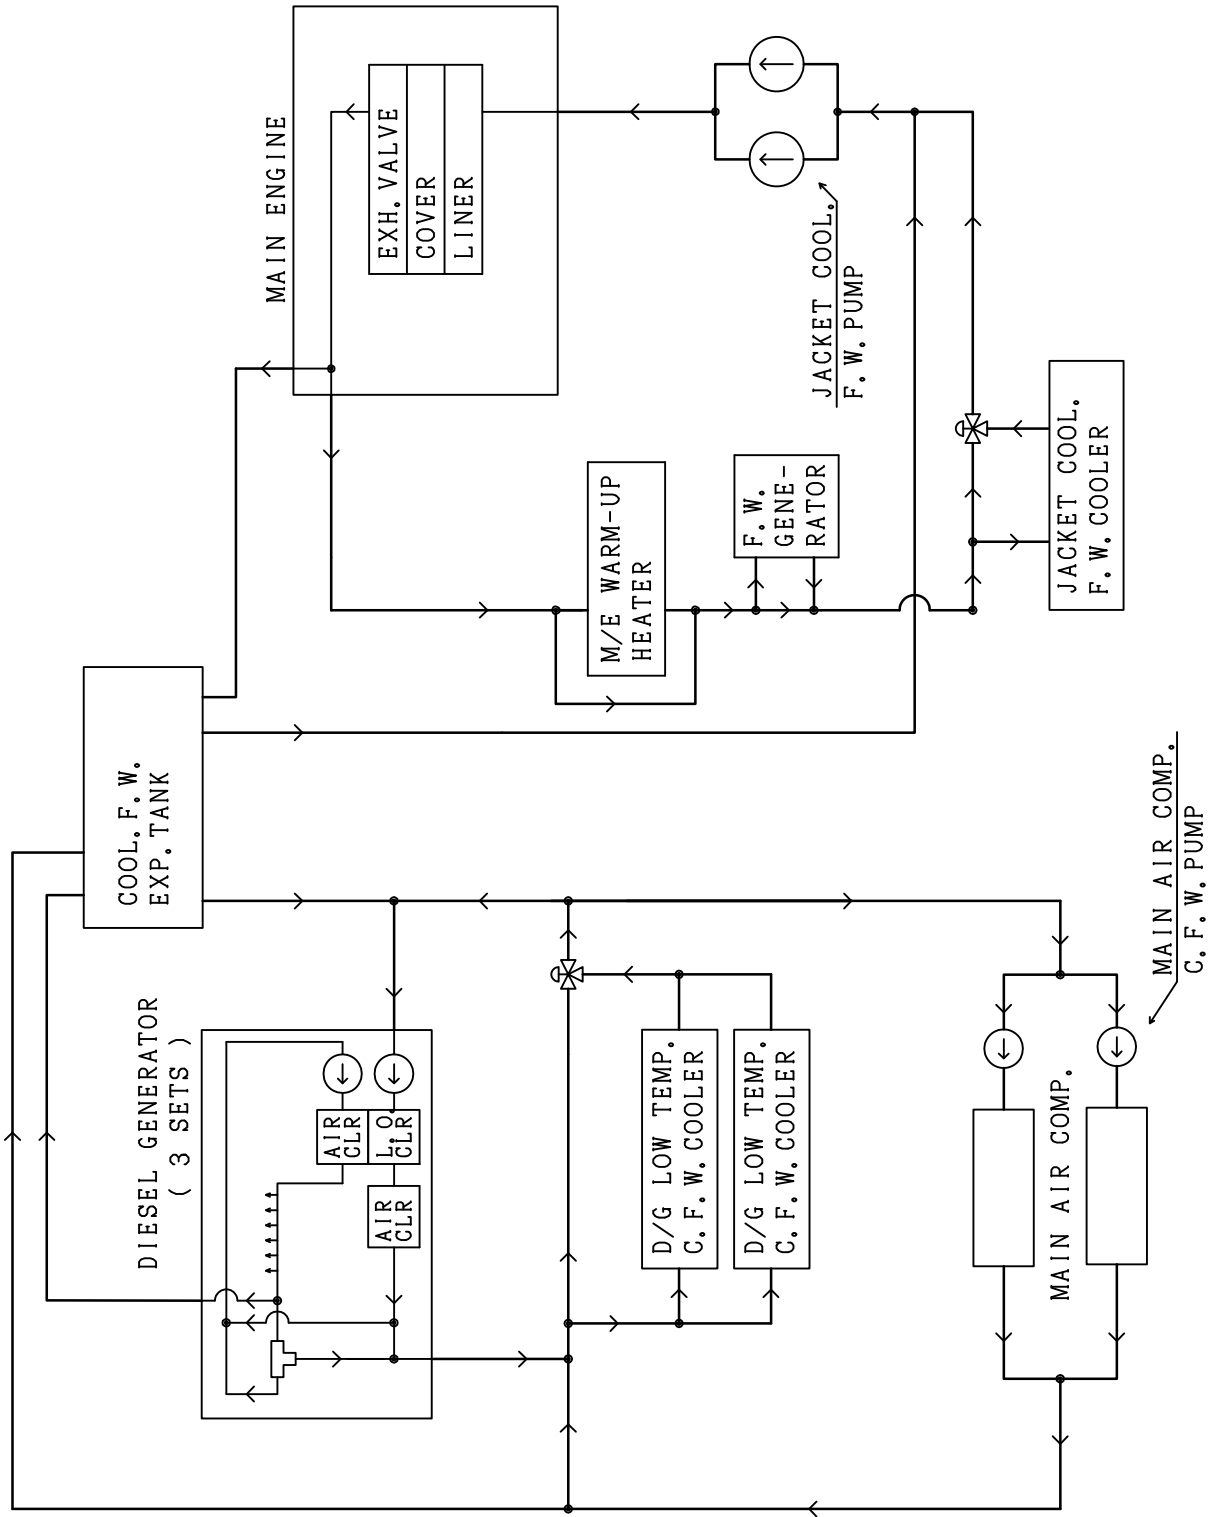 MAIN ENGINE
EXH. VALVE
COVER
LINER
JACKET COOL.
F. W. PUMP
JACKET COOL.
F. W. COOLER
F. W.
GENE-
RATOR
M/E WARM-UP
HEATER
COOL. F. W.
EXP. TANK
DIESEL GENERATOR
( 3 SETS )
AIR
CLR
L. O.
CLR
AIR
CLR
D/G LOW TEMP.
C. F. W. COOLER
D/G LOW TEMP.
C. F. W. COOLER
MAIN AIR COMP.
MAIN AIR COMP.
C. F. W. PUMP